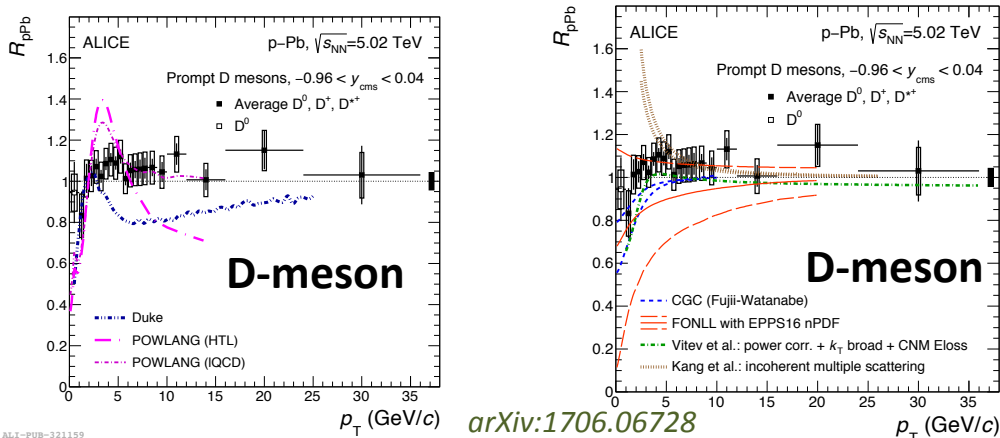 R_pPb
1.6
1.4
1.2
1
0.8
0.6
0.4
0.2
0
ALICE
p–Pb, √s_NN=5.02 TeV
Prompt D mesons, −0.96 < y_cms < 0.04
Average D⁰, D⁺, D*⁺
D⁰
D-meson
Duke
POWLANG (HTL)
POWLANG (lQCD)
0 5 10 15 20 25 30 35
p_T (GeV/c)
ALI-PUB-321159
R_pPb
1.6
1.4
1.2
1
0.8
0.6
0.4
0.2
0
ALICE
p–Pb, √s_NN=5.02 TeV
Prompt D mesons, −0.96 < y_cms < 0.04
Average D⁰, D⁺, D*⁺
D⁰
D-meson
CGC (Fujii-Watanabe)
FONLL with EPPS16 nPDF
Vitev et al.: power corr. + k_T broad + CNM Eloss
Kang et al.: incoherent multiple scattering
0 5 10 15 20 25 30 35
p_T (GeV/c)
arXiv:1706.06728